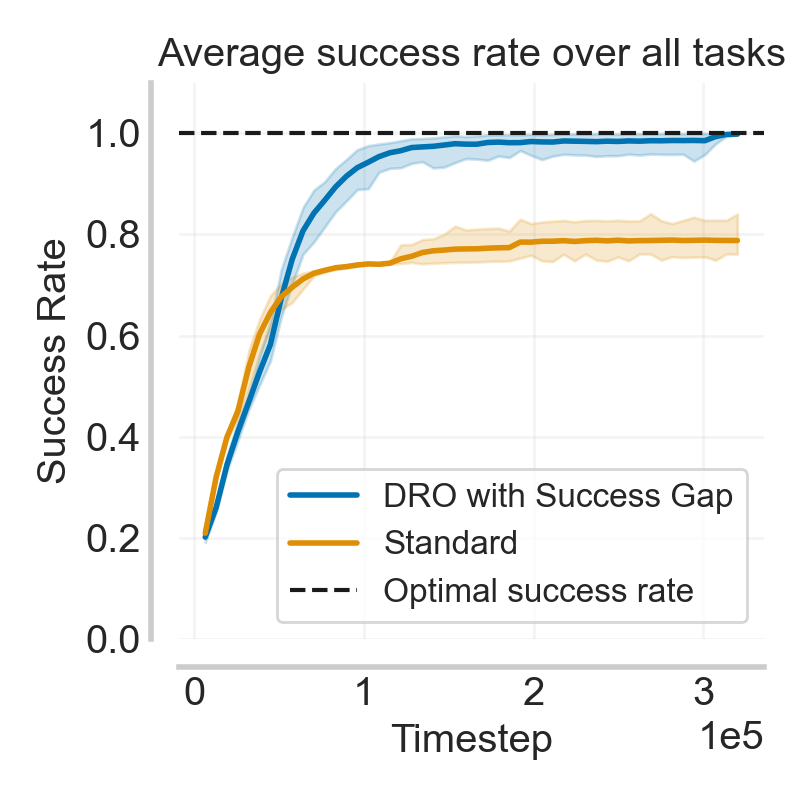 Average success rate over all tasks
Success Rate
1.0
0.8
0.6
0.4
0.2
0.0
DRO with Success Gap
Standard
Optimal success rate
0 1 2 3
Timestep
1e5